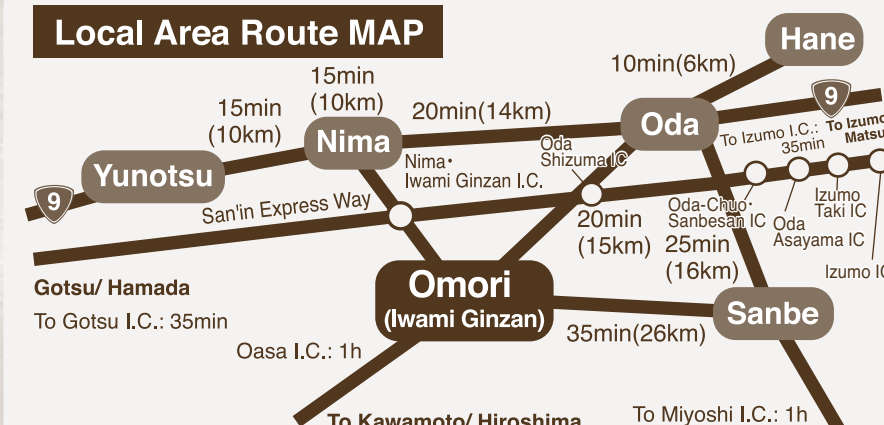 Local Area Route MAP
Hane
10min(6km)
15min
(10km)
9
15min
(10km)
20min(14km)
Oda
To Izumo I.C.:
35min
To Izumo
Matsu
Nima
Oda
Shizuma IC
Nima・
Iwami Ginzan I.C.
Yunotsu
9
San'in Express Way
Oda-Chuo・
Sanbesan IC
Izumo
Taki IC
Oda
Asayama IC
20min
(15km)
25min
(16km)
Izumo IC
Gotsu/ Hamada
To Gotsu I.C.: 35min
Omori
(Iwami Ginzan)
Sanbe
35min(26km)
Oasa I.C.: 1h
To Kawamoto/ Hiroshima
To Miyoshi I.C.: 1h